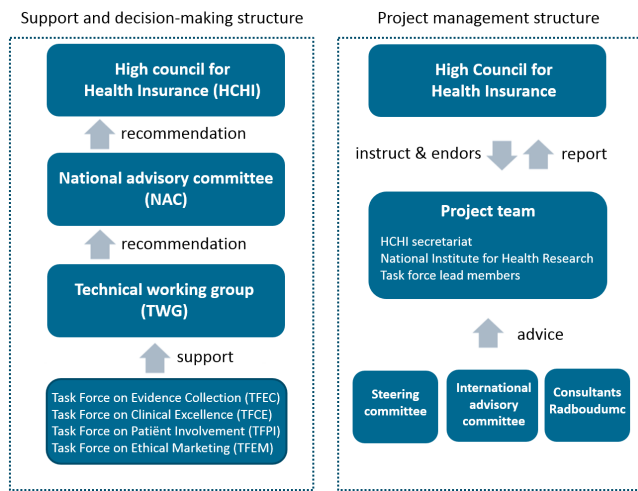 Support and decision-making structure
High council for
Health Insurance (HCHI)
recommendation
National advisory committee
(NAC)
recommendation
Technical working group
(TWG)
support
Task Force on Evidence Collection (TFEC)
Task Force on Clinical Excellence (TFCE)
Task Force on Patiënt Involvement (TFPI)
Task Force on Ethical Marketing (TFEM)
Project management structure
High Council for
Health Insurance
instruct & endors
report
Project team
HCHI secretariat
National Institute for Health Research
Task force lead members
advice
Steering
committee
International
advisory
committee
Consultants
Radboudumc